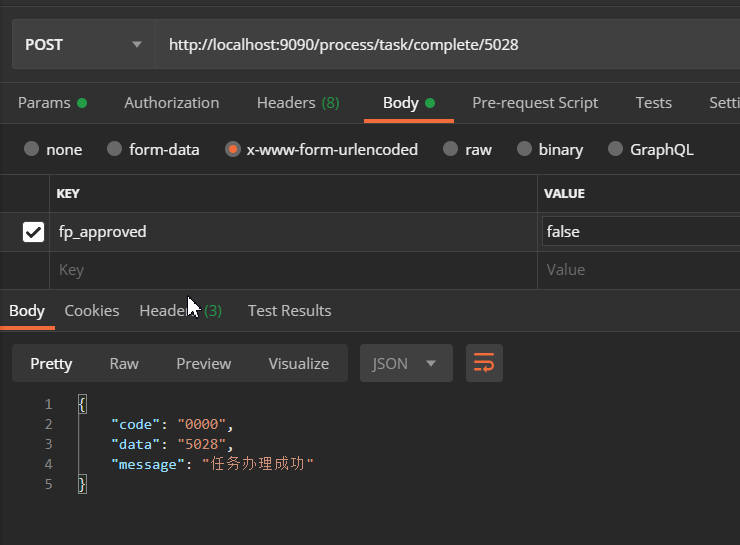 POST http://localhost:9090/process/task/complete/5028
Params Authorization Headers (8) Body Pre-request Script Tests Setti
none form-data x-www-form-urlencoded raw binary GraphQL
KEY VALUE
fp_approved false
Key Value
Body Cookies Headers (3) Test Results
Pretty Raw Preview Visualize JSON
1 {
2 "code": "0000",
3 "data": "5028",
4 "message": "任务办理成功"
5 }